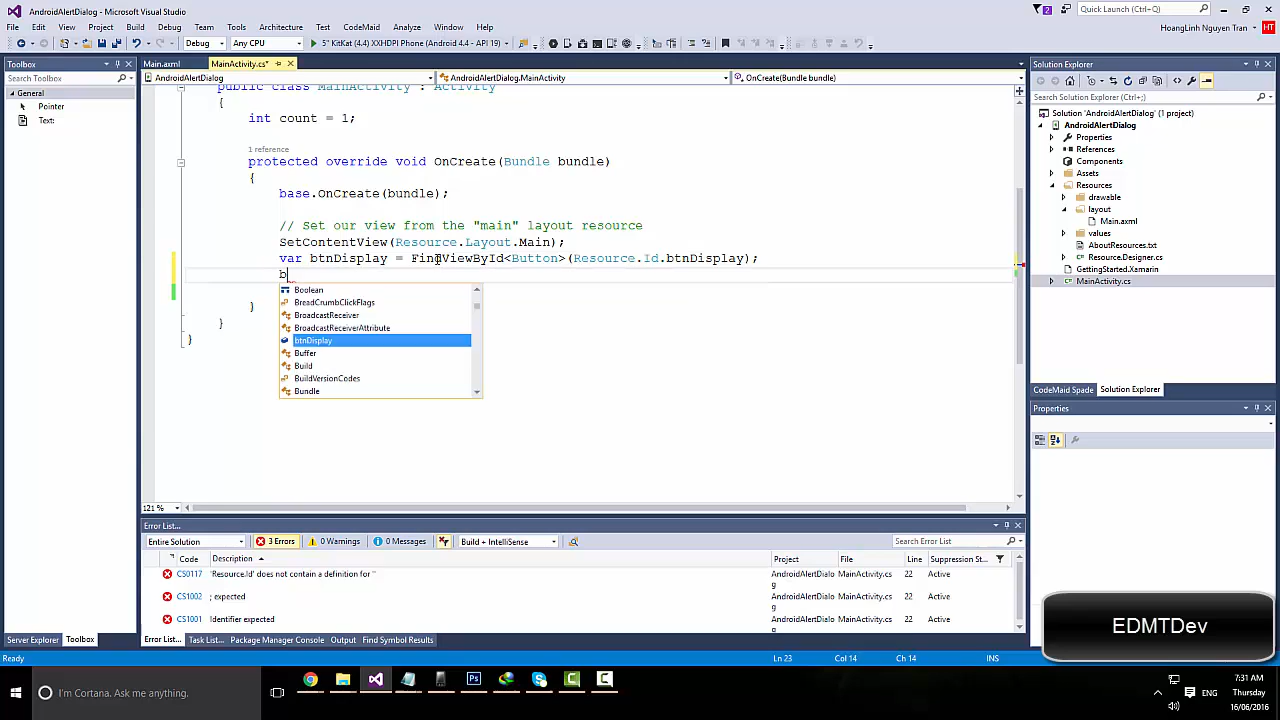 AndroidAlertDialog - Microsoft Visual Studio
2
Quick Launch (Ctrl+Q)
File Edit View Project Build Debug Team Tools Architecture Test CodeMaid Analyze Window Help
HoangLinh Nguyen Tran HT
Debug Any CPU 5" KitKat (4.4) XXHDPI Phone (Android 4.4 - API 19)
Toolbox
Search Toolbox
General
Pointer
Text:
Main.axml MainActivity.cs*
AndroidAlertDialog AndroidAlertDialog.MainActivity OnCreate(Bundle bundle)
public class MainActivity : Activity
{
int count = 1;
1 reference
protected override void OnCreate(Bundle bundle)
{
base.OnCreate(bundle);
// Set our view from the "main" layout resource
SetContentView(Resource.Layout.Main);
var btnDisplay = FindViewById<Button>(Resource.Id.btnDisplay);
b
Boolean
BreadCrumbClickFlags
BroadcastReceiver
BroadcastReceiverAttribute
btnDisplay
Buffer
Build
BuildVersionCodes
Bundle
}
}
}
121 %
Solution Explorer
Search Solution Explorer (Ctrl+;)
Solution 'AndroidAlertDialog' (1 project)
AndroidAlertDialog
Properties
References
Components
Assets
Resources
drawable
layout
Main.axml
values
AboutResources.txt
Resource.Designer.cs
GettingStarted.Xamarin
MainActivity.cs
CodeMaid Spade Solution Explorer
Properties
Error List...
Entire Solution 3 Errors 0 Warnings 0 Messages Build + IntelliSense Search Error List
Code Description Project File Line Suppression St...
CS0117 'Resource.Id' does not contain a definition for '' AndroidAlertDialog MainActivity.cs 22 Active
CS1002 ; expected AndroidAlertDialog MainActivity.cs 22 Active
CS1001 Identifier expected AndroidAlertDialog MainActivity.cs 22 Active
Server Explorer Toolbox
Error List... Task List... Package Manager Console Output Find Symbol Results
EDMTDev
Ready Ln 23 Col 14 Ch 14 INS
I'm Cortana. Ask me anything.
Ps
ENG
7:31 AM
Thursday
16/06/2016